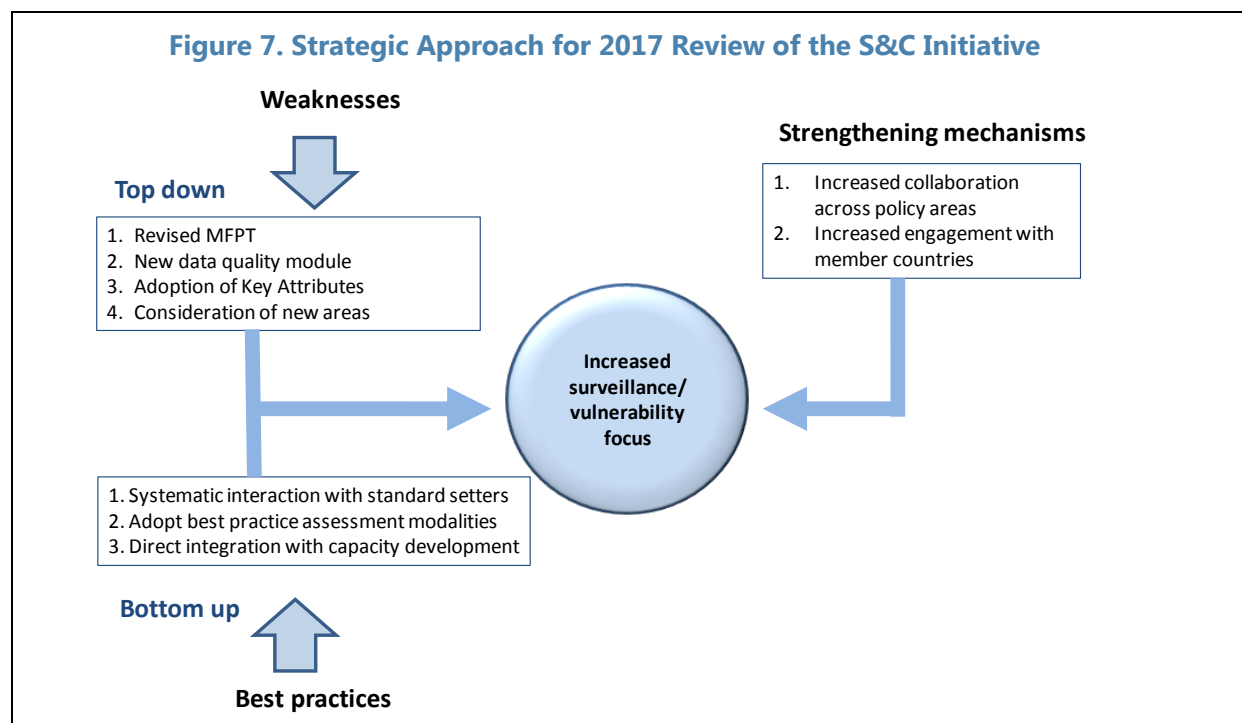 Figure 7. Strategic Approach for 2017 Review of the S&C Initiative
Weaknesses
Top down
1. Revised MFPT
2. New data quality module
3. Adoption of Key Attributes
4. Consideration of new areas
Strengthening mechanisms
1. Increased collaboration
across policy areas
2. Increased engagement with
member countries
Increased
surveillance/
vulnerability
focus
1. Systematic interaction with standard setters
2. Adopt best practice assessment modalities
3. Direct integration with capacity development
Bottom up
Best practices